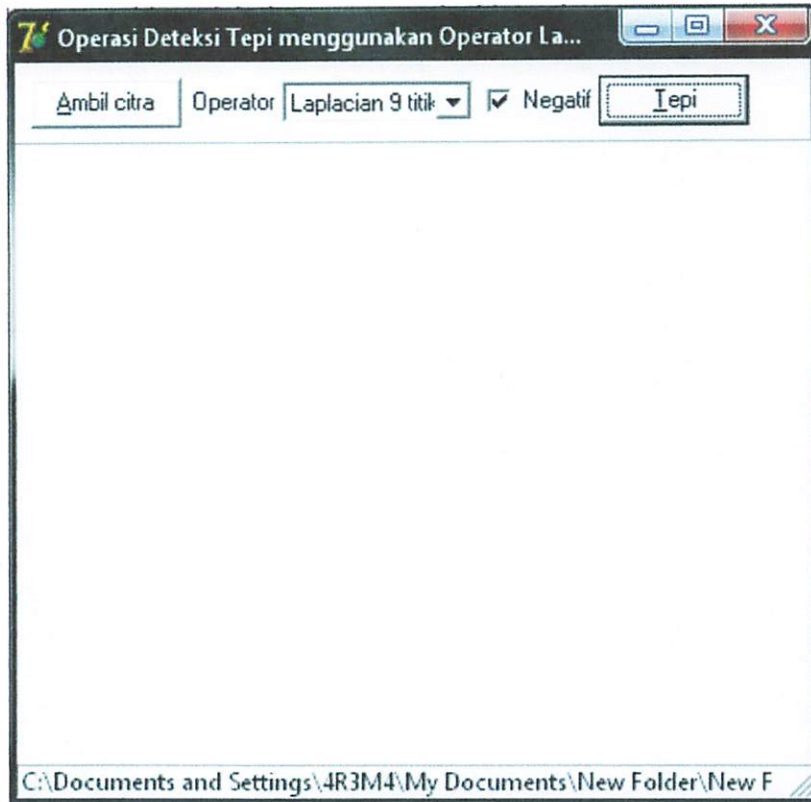 Operasi Deteksi Tepi menggunakan Operator La...
Ambil citra Operator Laplacian 9 titik Negatif Tepi
C:\Documents and Settings\4R3M4\My Documents\New Folder\New F